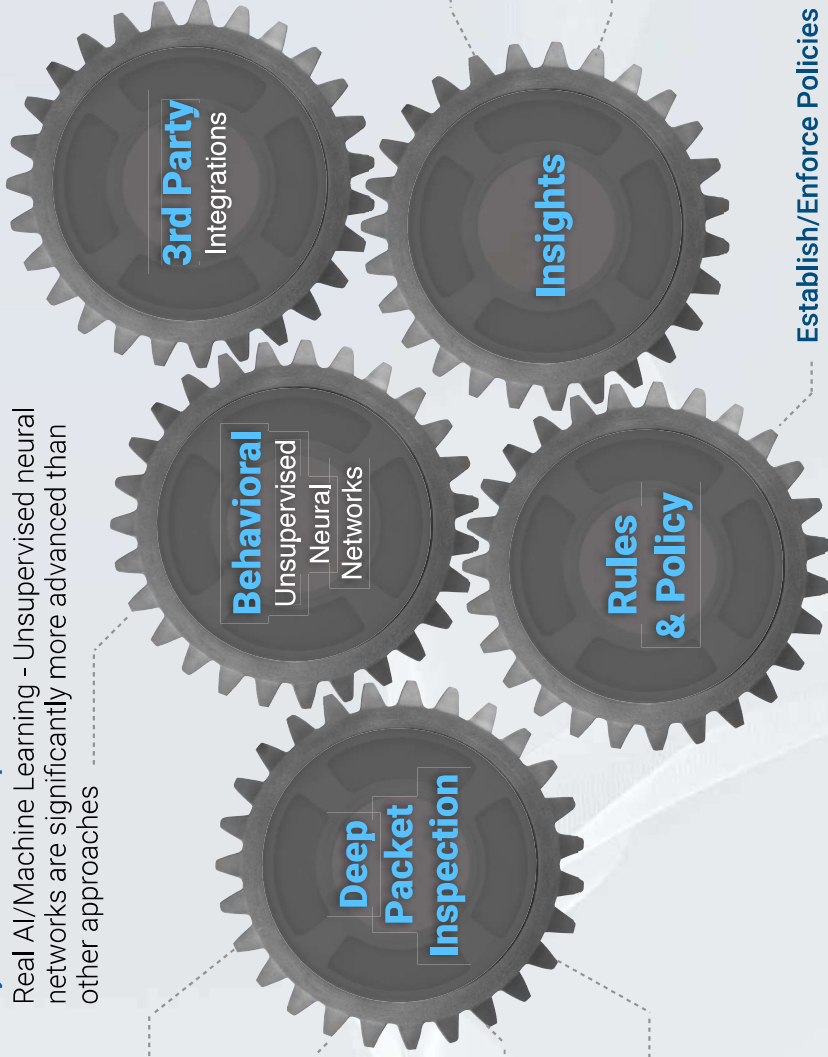 Real AI/Machine Learning - Unsupervised neural
networks are significantly more advanced than
other approaches
Deep
Packet
Inspection
Behavioral
Unsupervised
Neural
Networks
3rd Party
Integrations
Rules
& Policy
Insights
Establish/Enforce Policies